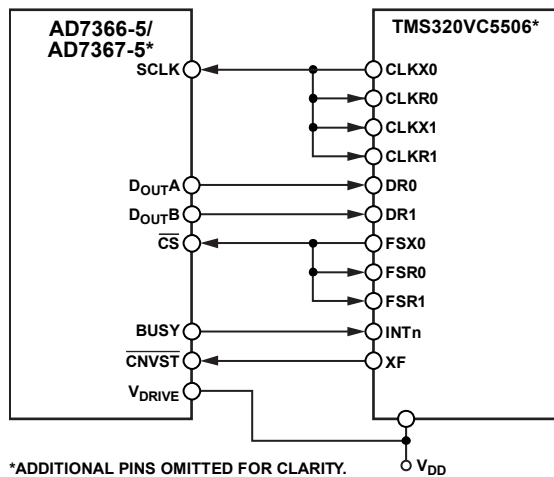 AD7366-5/
AD7367-5*
TMS320VC5506*
SCLK
CLKX0
CLKR0
CLKX1
CLKR1
DOUTA
DR0
DOUTB
DR1
CS
FSX0
FSR0
FSR1
BUSY
INTn
CNVST
XF
VDRIVE
*ADDITIONAL PINS OMITTED FOR CLARITY.
VDD